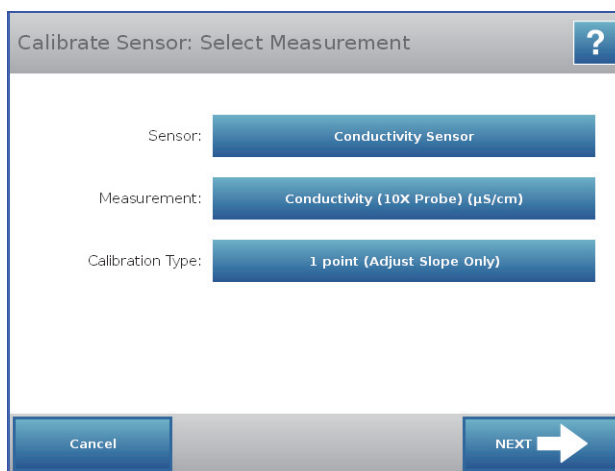 Calibrate Sensor: Select Measurement
?
Sensor:
Conductivity Sensor
Measurement:
Conductivity (10X Probe) (µS/cm)
Calibration Type:
1 point (Adjust Slope Only)
Cancel
NEXT